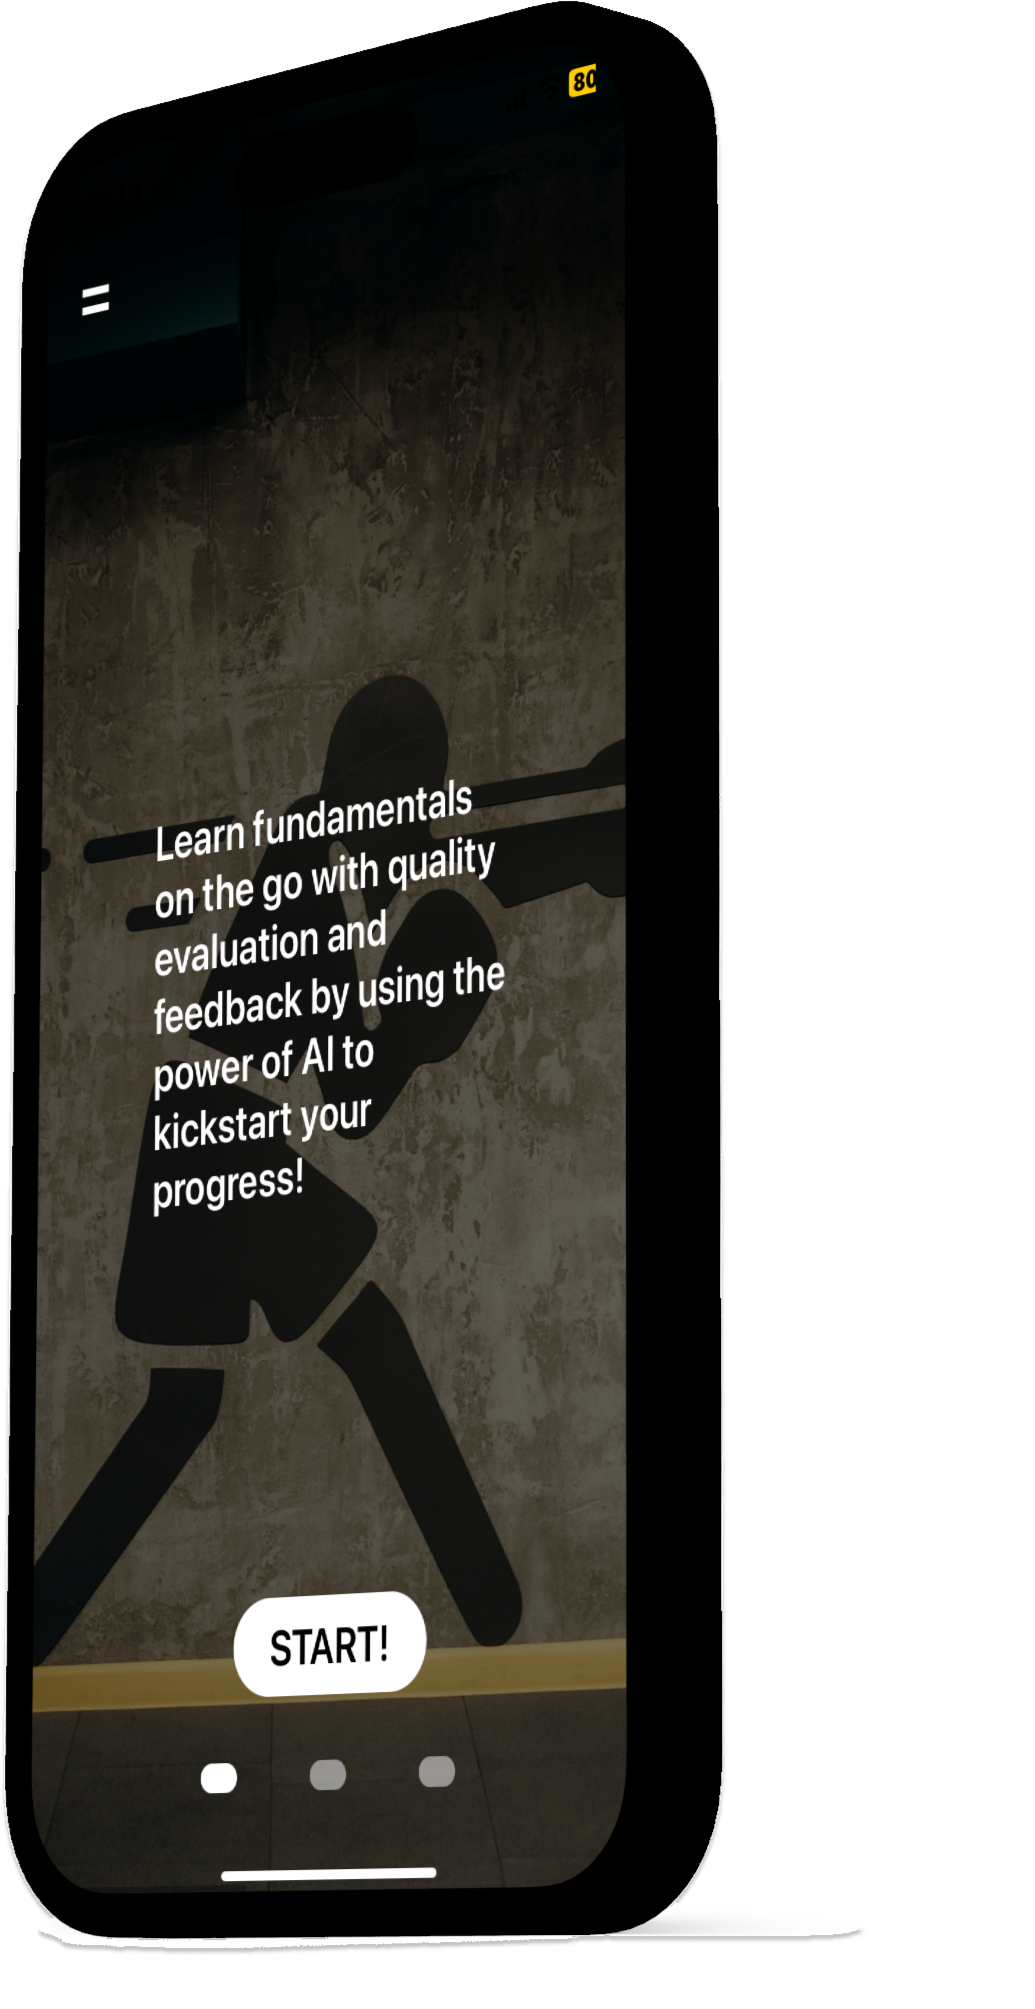 80
Learn fundamentals
on the go with quality
evaluation and
feedback by using the
power of AI to
kickstart your
progress!
START!